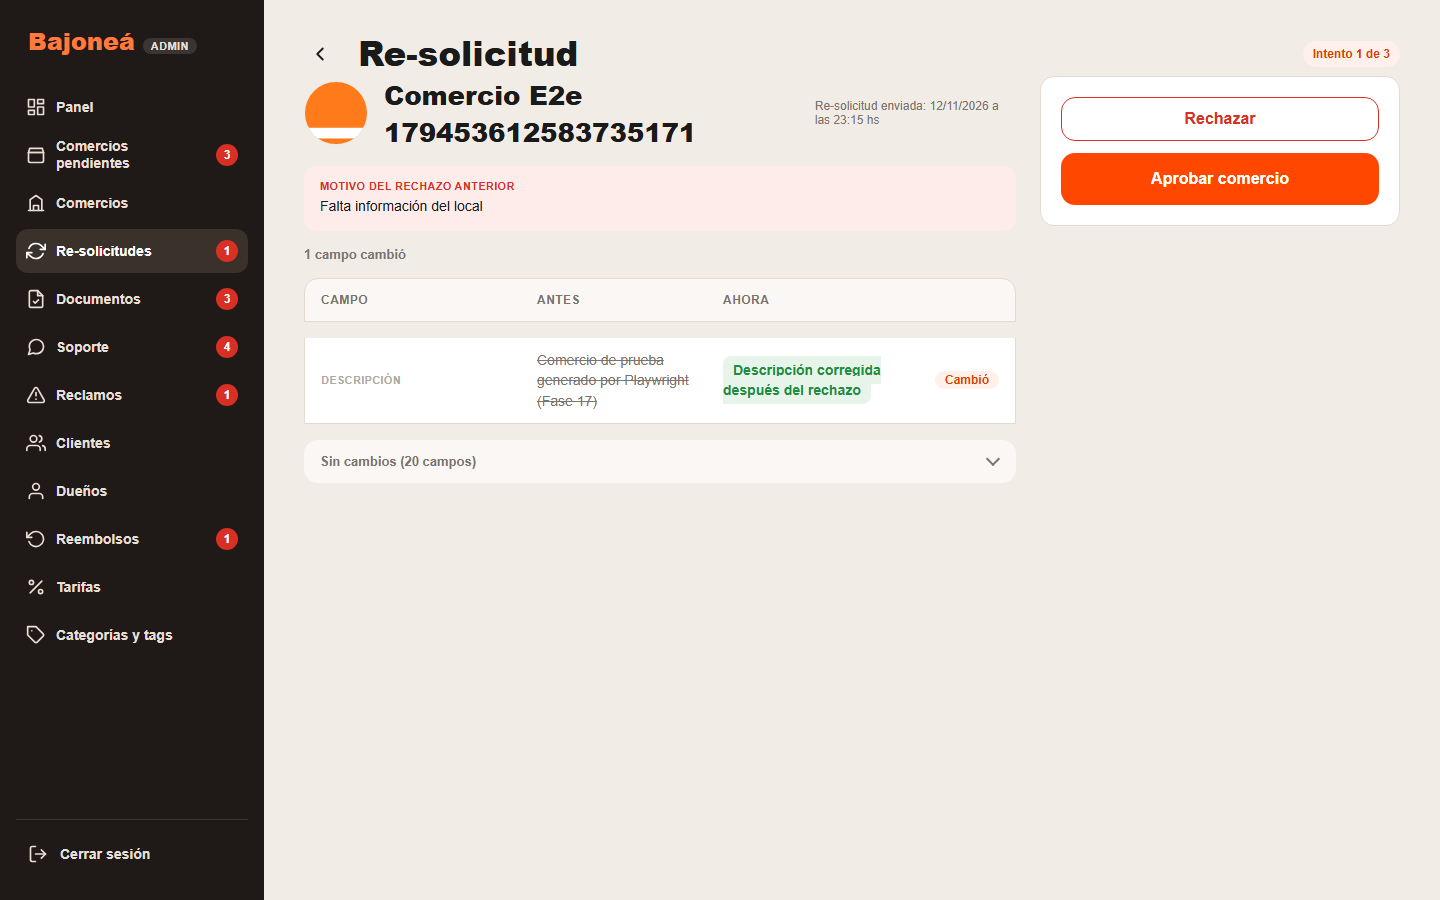 Bajoneá ADMIN
Panel
Comercios
pendientes
3
Comercios
Re-solicitudes
1
Documentos
3
Soporte
4
Reclamos
1
Clientes
Dueños
Reembolsos
1
Tarifas
Categorías y tags
Cerrar sesión
Re-solicitud
Intento 1 de 3
Comercio E2e
179453612583735171
Re-solicitud enviada: 12/11/2026 a
las 23:15 hs
Rechazar
Aprobar comercio
MOTIVO DEL RECHAZO ANTERIOR
Falta información del local
1 campo cambió
CAMPO ANTES AHORA
DESCRIPCIÓN
Comercio de prueba
generado por Playwright
(Fase 17)
Descripción corregida
después del rechazo
Cambió
Sin cambios (20 campos)